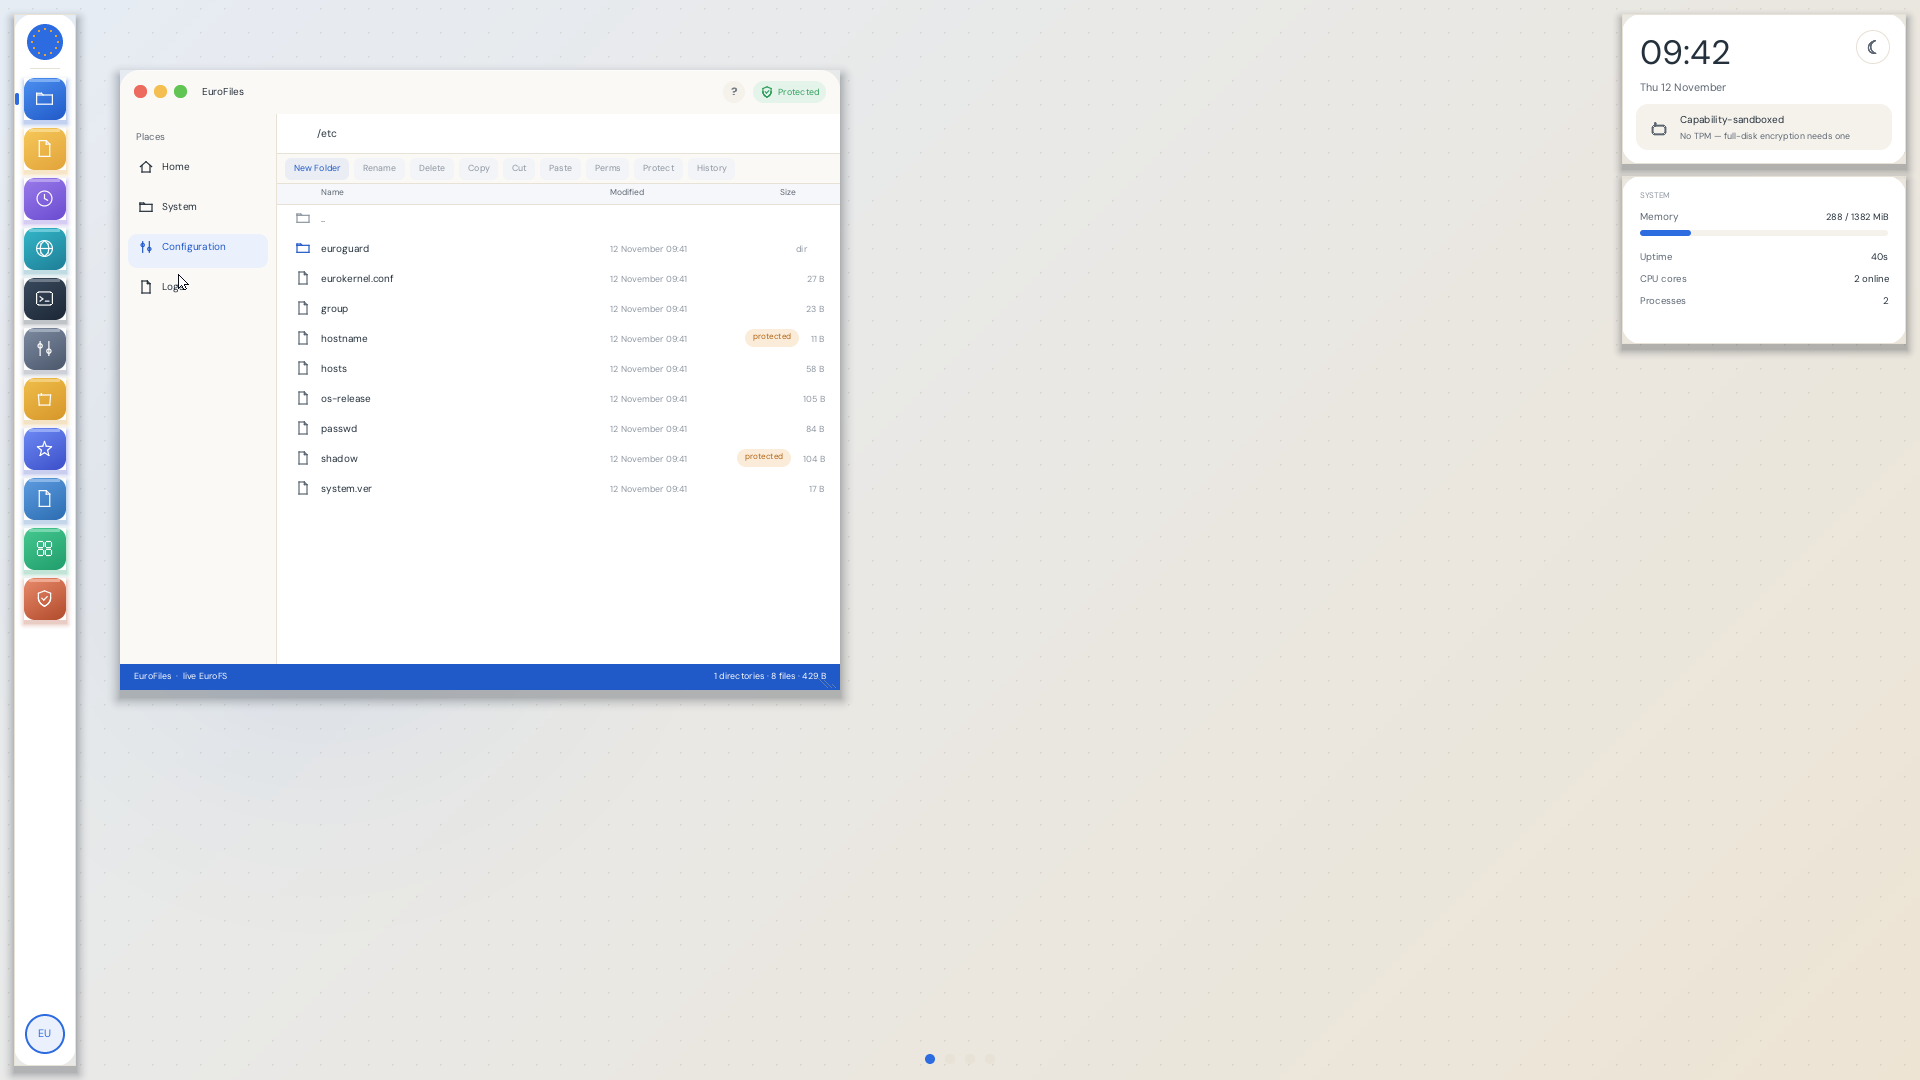 EuroFiles
?
Protected
Places
Home
System
Configuration
/etc
New Folder Rename Delete Copy Cut Paste Perms Protect History
Name Modified Size
..
euroguard 12 November 09:41 dir
eurokernel.conf 12 November 09:41 27 B
group 12 November 09:41 23 B
hostname 12 November 09:41 protected 11 B
hosts 12 November 09:41 58 B
os-release 12 November 09:41 105 B
passwd 12 November 09:41 84 B
shadow 12 November 09:41 protected 104 B
system.ver 12 November 09:41 17 B
EuroFiles · live EuroFS
1 directories · 8 files · 429 B
EU
09:42
Thu 12 November
Capability-sandboxed
No TPM — full-disk encryption needs one
SYSTEM
Memory 288 / 1382 MiB
Uptime 40s
CPU cores 2 online
Processes 2